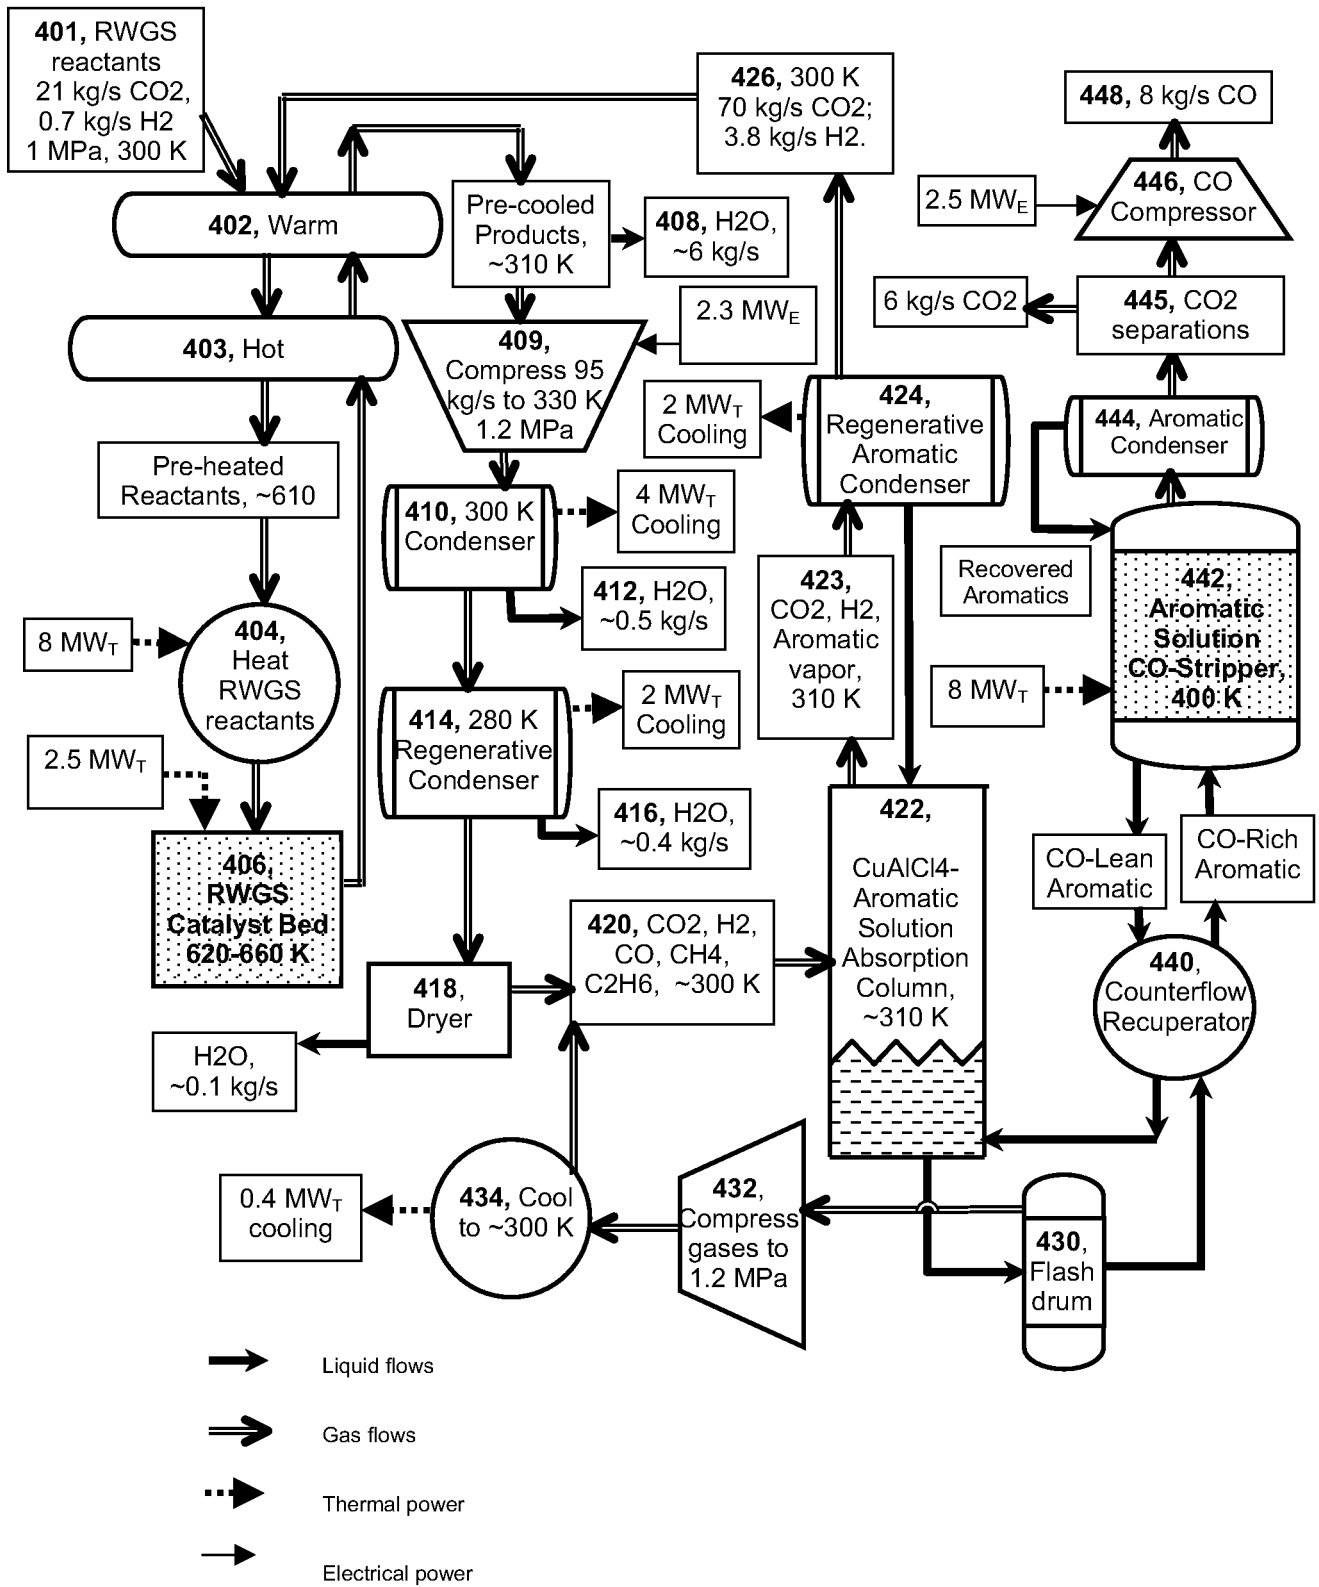 401, RWGS
reactants
21 kg/s CO2,
0.7 kg/s H2
1 MPa, 300 K
426, 300 K
70 kg/s CO2;
3.8 kg/s H2.
448, 8 kg/s CO
446, CO
Compressor
2.5 MWE
402, Warm
Pre-cooled
Products,
~310 K
408, H2O,
~6 kg/s
6 kg/s CO2
445, CO2
separations
2.3 MWE
403, Hot
409,
Compress 95
kg/s to 330 K
1.2 MPa
2 MWT
Cooling
424,
Regenerative
Aromatic
Condenser
444, Aromatic
Condenser
Pre-heated
Reactants, ~610
410, 300 K
Condenser
4 MWT
Cooling
412, H2O,
~0.5 kg/s
423,
CO2, H2,
Aromatic
vapor,
310 K
Recovered
Aromatics
442,
Aromatic
Solution
CO-Stripper,
400 K
8 MWT
8 MWT
404,
Heat
RWGS
reactants
414, 280 K
Regenerative
Condenser
2 MWT
Cooling
2.5 MWT
416, H2O,
~0.4 kg/s
406,
RWGS
Catalyst Bed
620-660 K
422,
CuAlCl4-
Aromatic
Solution
Absorption
Column,
~310 K
CO-Lean
Aromatic
CO-Rich
Aromatic
420, CO2, H2,
CO, CH4,
C2H6, ~300 K
418,
Dryer
H2O,
~0.1 kg/s
440,
Counterflow
Recuperator
0.4 MWT
cooling
434, Cool
to ~300 K
432,
Compress
gases to
1.2 MPa
430,
Flash
drum
Liquid flows
Gas flows
Thermal power
Electrical power